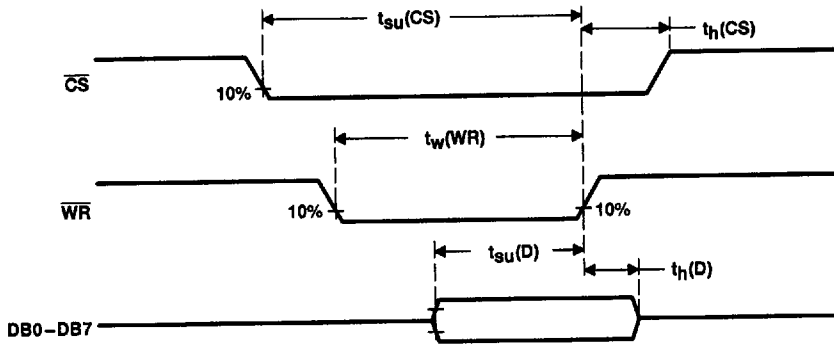 tsu(CS)
th(CS)
CS
10%
tw(WR)
WR
10%
10%
tsu(D)
th(D)
DB0–DB7